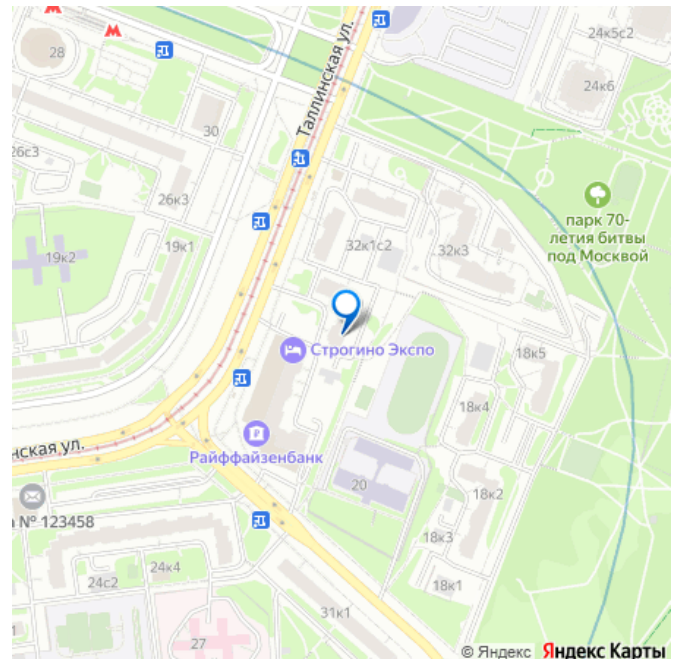 24к5с2
28
24к6
Таллинская ул.
30
26с3
26к3
парк 70-
летия битвы
под Москвой
19к1
32к1с2
32к3
19к2
Строгино Экспо
18к5
18к4
нская ул.
Райффайзенбанк
20
18к2
а № 123458
18к3
24к4
24с2
18к1
31к1
1
27
© Яндекс Яндекс Карты